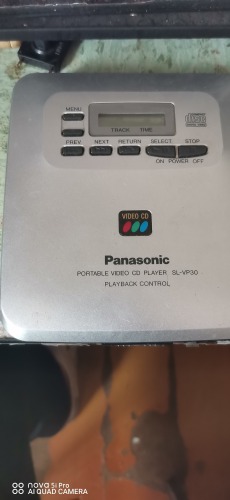 MENU
TRACK TIME
PREV NEXT RETURN SELECT STOP
ON POWER OFF
VIDEO CD
Panasonic
PORTABLE VIDEO CD PLAYER SL-VP30
PLAYBACK CONTROL
nova 5i Pro
AI QUAD CAMERA